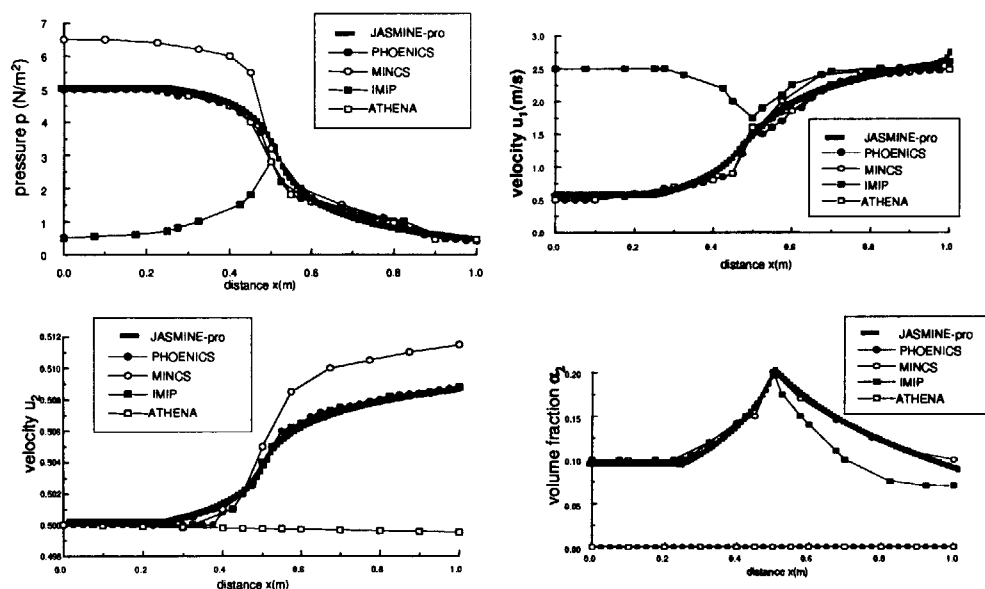 pressure p (N/m²)
7
6
5
4
3
2
1
0
JASMINE-pro
PHOENICS
MINCS
IMIP
ATHENA
0.0 0.2 0.4 0.6 0.8 1.0
distance x(m)
velocity u₁(m/s)
3.0
2.5
2.0
1.5
1.0
0.5
0.0
JASMINE-pro
PHOENICS
MINCS
IMIP
ATHENA
0.0 0.2 0.4 0.6 0.8 1.0
distance x(m)
velocity u₂
0.512
0.510
0.508
0.506
0.504
0.502
0.500
0.498
JASMINE-pro
PHOENICS
MINCS
IMIP
ATHENA
0.0 0.2 0.4 0.6 0.8 1.0
distance x(m)
volume fraction α₂
0.20
0.15
0.10
0.05
0.00
JASMINE-pro
PHOENICS
MINCS
IMIP
ATHENA
0.0 0.2 0.4 0.6 0.8 1.0
distance x(m)